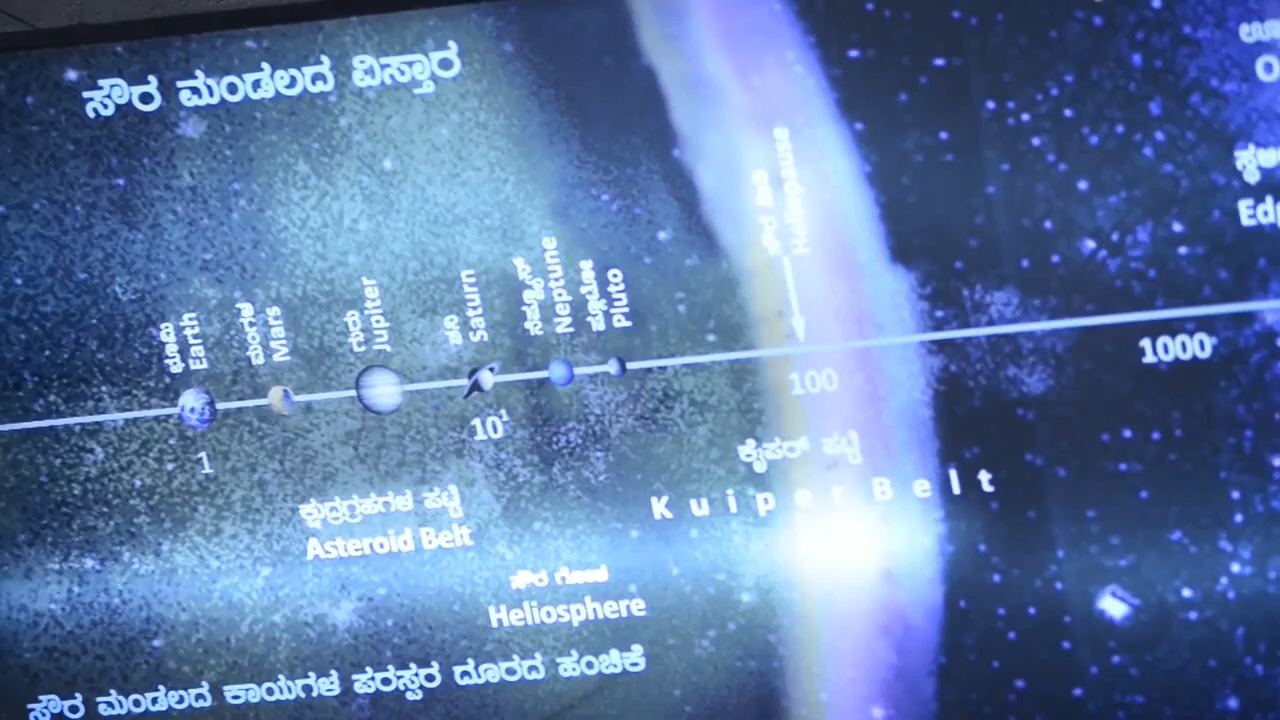 ಸೌರ ಮಂಡಲದ ವಿಸ್ತಾರ
ಭೂಮಿ
Earth
ಮಂಗಳ
Mars
ಗುರು
Jupiter
ಶನಿ
Saturn
ನೆಪ್ಚೂನ್
Neptune
ಪ್ಲೂಟೋ
Pluto
ಸೌರ
Heliopause
1
10¹
100
1000
ಕ್ಷುದ್ರಗ್ರಹಗಳ ಪಟ್ಟಿ
Asteroid Belt
ಕೈಪರ್ ಪಟ್ಟಿ
Kuiper Belt
ಸೌರ ಗೋಳ
Heliosphere
ಸೌರ ಮಂಡಲದ ಕಾಯಗಳ ಪರಸ್ಪರ ದೂರದ ಹಂಚಿಕೆ